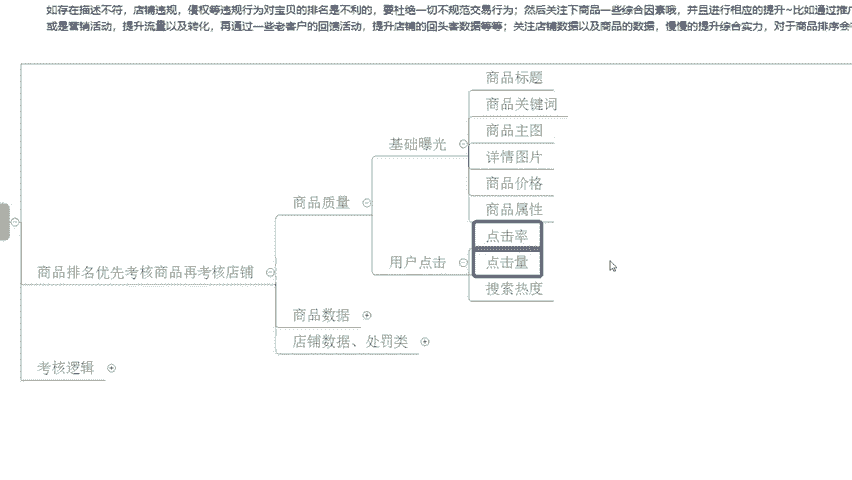 如存在描述不符，店铺违规，侵权等违规行为对宝贝的排名是不利的，要杜绝一切不规范交易行为；然后关注下商品一些综合因素哦，并且进行相应的提升~比如通过推广
或是营销活动，提升流量以及转化，再通过一些老客户的回馈活动，提升店铺的回头客数据等等；关注店铺数据以及商品的数据，慢慢的提升综合实力，对于商品排序会
商品标题
商品关键词
商品主图
基础曝光
详情图片
商品价格
商品质量
商品属性
点击率
用户点击
点击量
商品排名优先考核商品再考核店铺
搜索热度
商品数据
店铺数据、处罚类
考核逻辑